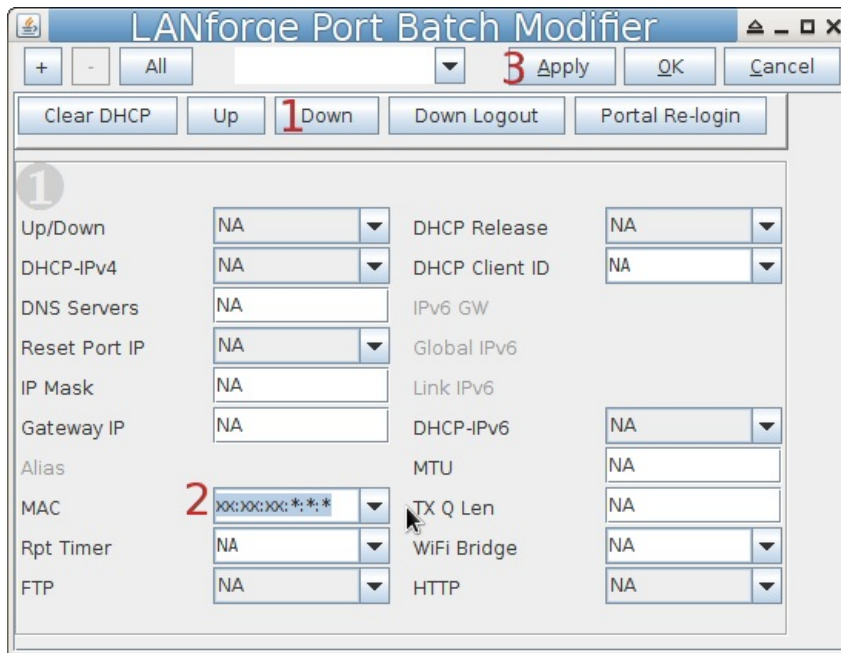 LANforge Port Batch Modifier
+ - All 3 Apply OK Cancel
Clear DHCP Up 1 Down Down Logout Portal Re-login
1
Up/Down NA DHCP Release NA
DHCP-IPv4 NA DHCP Client ID NA
DNS Servers NA IPv6 GW
Reset Port IP NA Global IPv6
IP Mask NA Link IPv6
Gateway IP NA DHCP-IPv6 NA
Alias MTU NA
MAC 2 xx:xx:xx:*:*:* TX Q Len NA
Rpt Timer NA WiFi Bridge NA
FTP NA HTTP NA